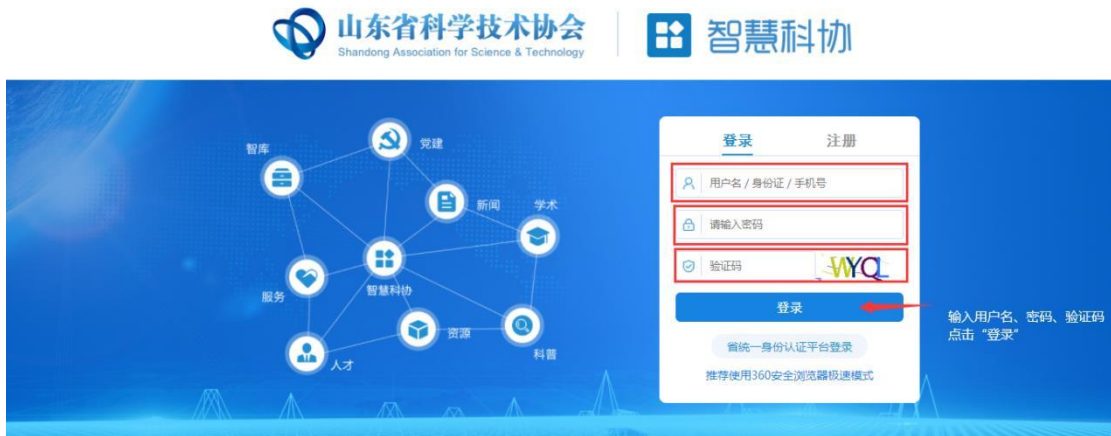 山东省科学技术协会
Shandong Association for Science & Technology
智慧科协
智库
党建
新闻
学术
智慧科协
服务
资源
科普
人才
登录
注册
用户名 / 身份证 / 手机号
请输入密码
验证码
WYQL
登录
省统一身份认证平台登录
推荐使用360安全浏览器极速模式
输入用户名、密码、验证码
点击“登录”